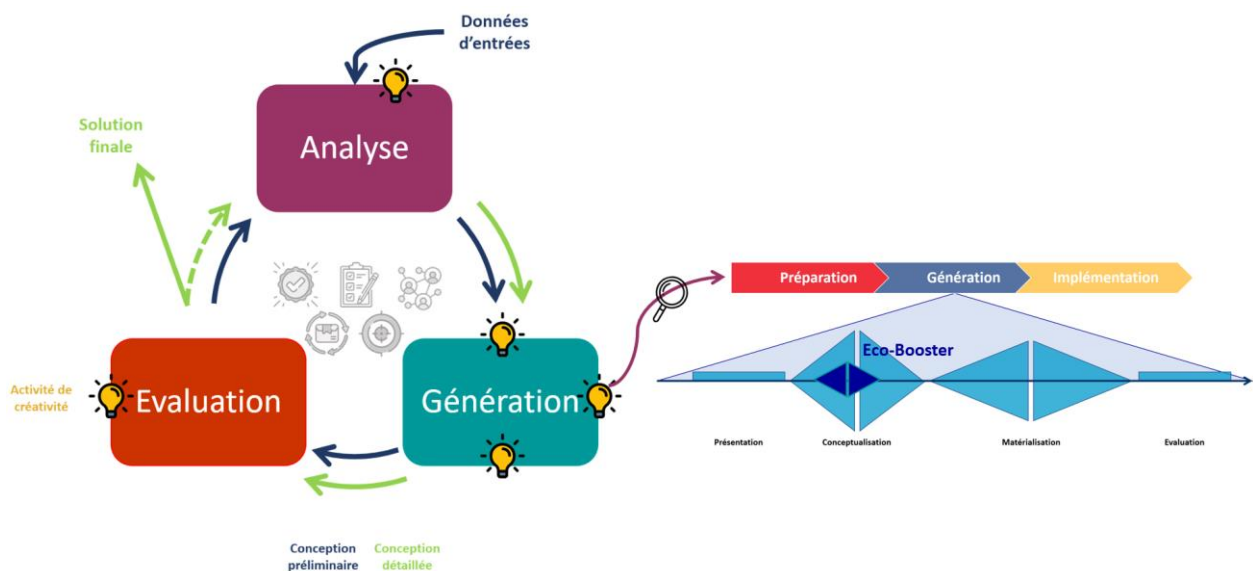 Données
d'entrées
Analyse
Solution
finale
Activité de
créativité
Evaluation
Génération
Conception
préliminaire
Conception
détaillée
Préparation
Génération
Implémentation
Eco-Booster
Présentation
Conceptualisation
Matérialisation
Evaluation